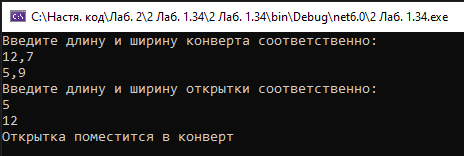 C:\Настя. код\Лаб. 2\2 Лаб. 1.34\2 Лаб. 1.34\bin\Debug\net6.0\2 Лаб. 1.34.exe
Введите длину и ширину конверта соответственно:
12,7
5,9
Введите длину и ширину открытки соответственно:
5
12
Открытка поместится в конверт